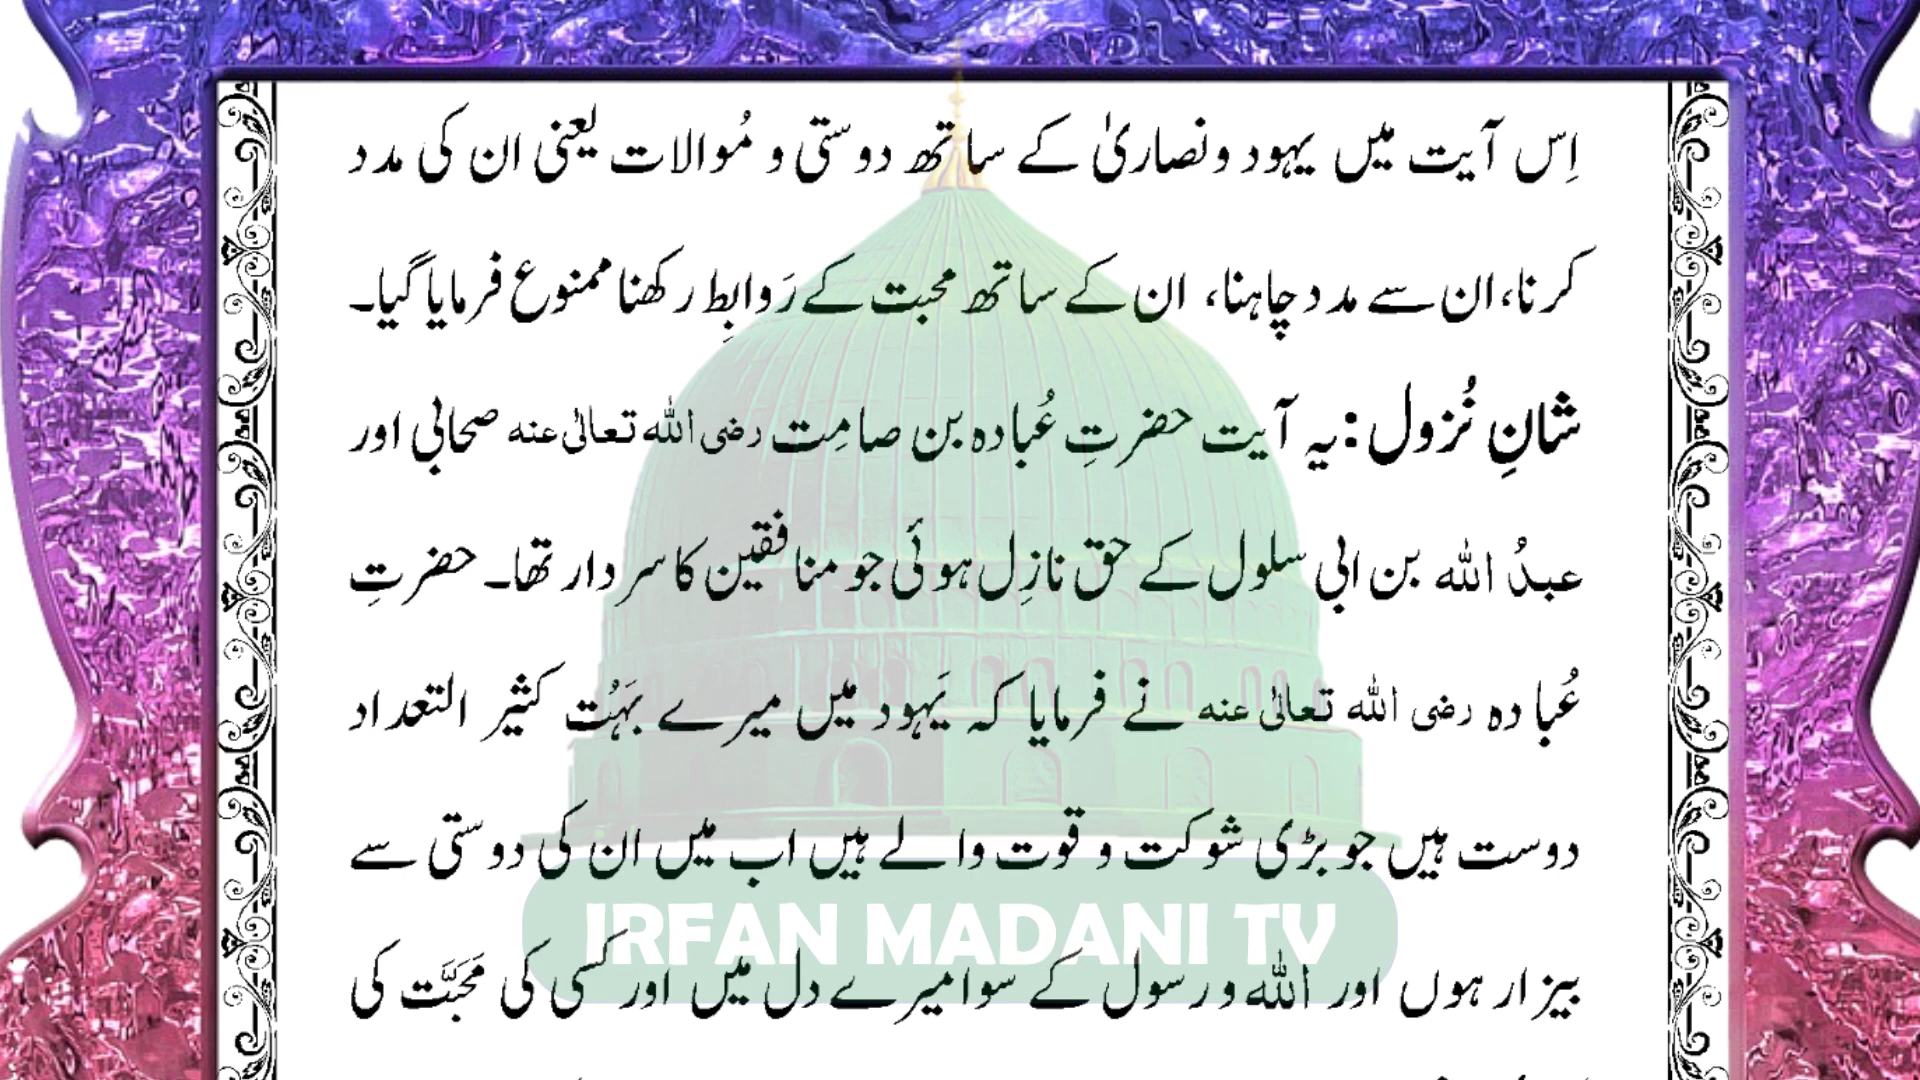 اِس آیت میں یہود ونصاریٰ کے ساتھ دوستی و مُوالات یعنی ان کی مدد
کرنا،ان سے مدد چاہنا، ان کے ساتھ محبت کے رَوابِط رکھنا ممنوع فرمایا گیا۔
شانِ نُزول: یہ آیت حضرتِ عُبادہ بن صامِت رضی اللہ تعالیٰ عنہ صحابی اور
عبدُ اللہ بن ابی سلول کے حق نازِل ہوئی جو منافقین کا سردار تھا۔ حضرتِ
عُبادہ رضی اللہ تعالیٰ عنہ نے فرمایا کہ یَہود میں میرے بَہُت کثیر التعداد
دوست ہیں جو بڑی شوکت و قوت والے ہیں اب میں ان کی دوستی سے
IRFAN MADANI TV
بیزار ہوں اور اللہ و رسول کے سوا میرے دل میں اور کسی کی مَحَبَّت کی